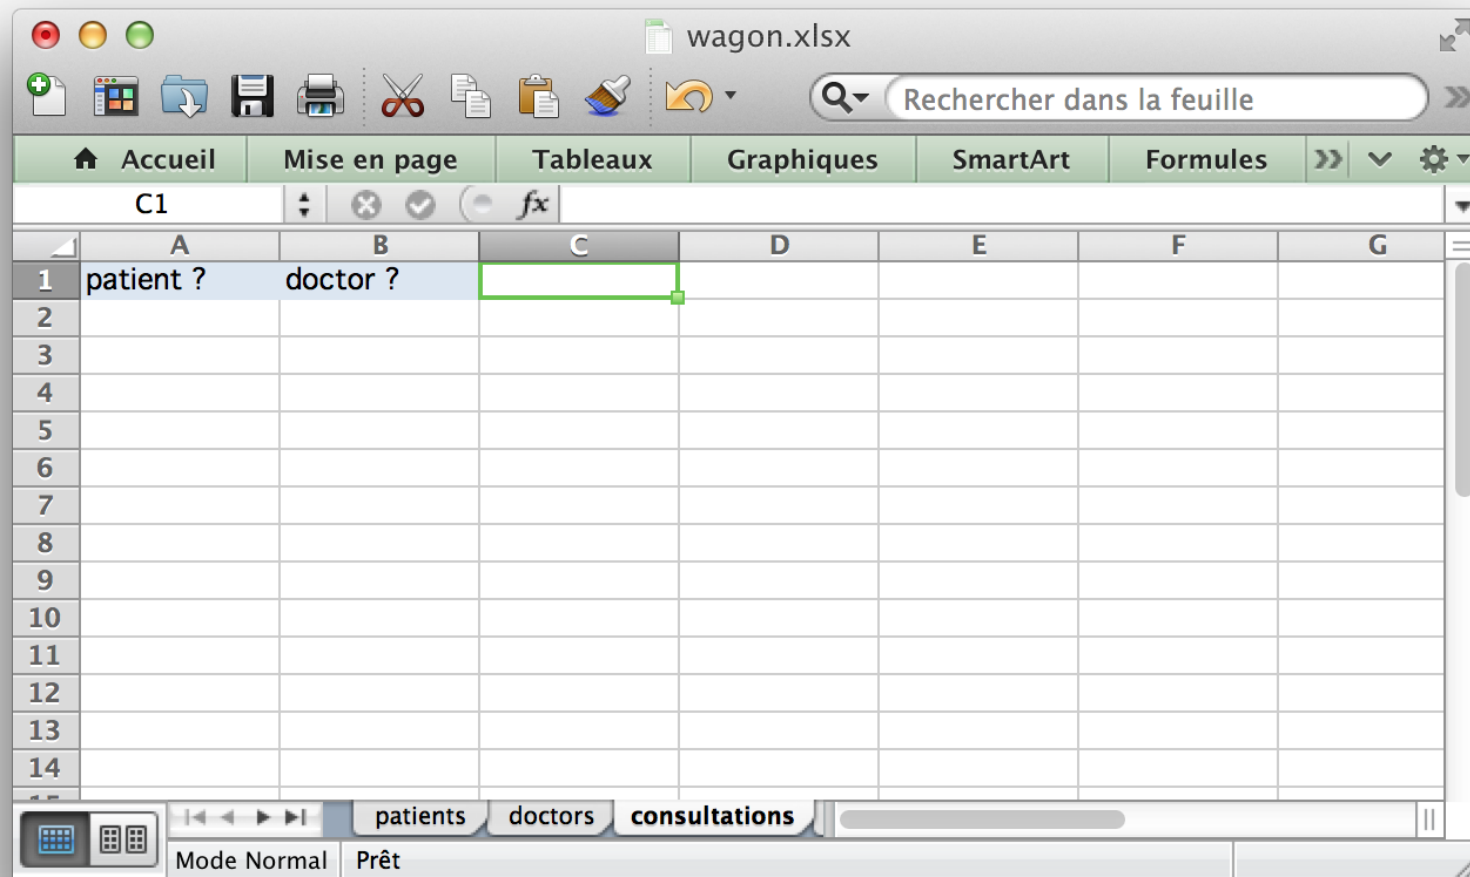 wagon.xlsx
Rechercher dans la feuille
Accueil Mise en page Tableaux Graphiques SmartArt Formules
C1 fx
A B C D E F G
1 patient ? doctor ?
2
3
4
5
6
7
8
9
10
11
12
13
14
patients doctors consultations
Mode Normal Prêt